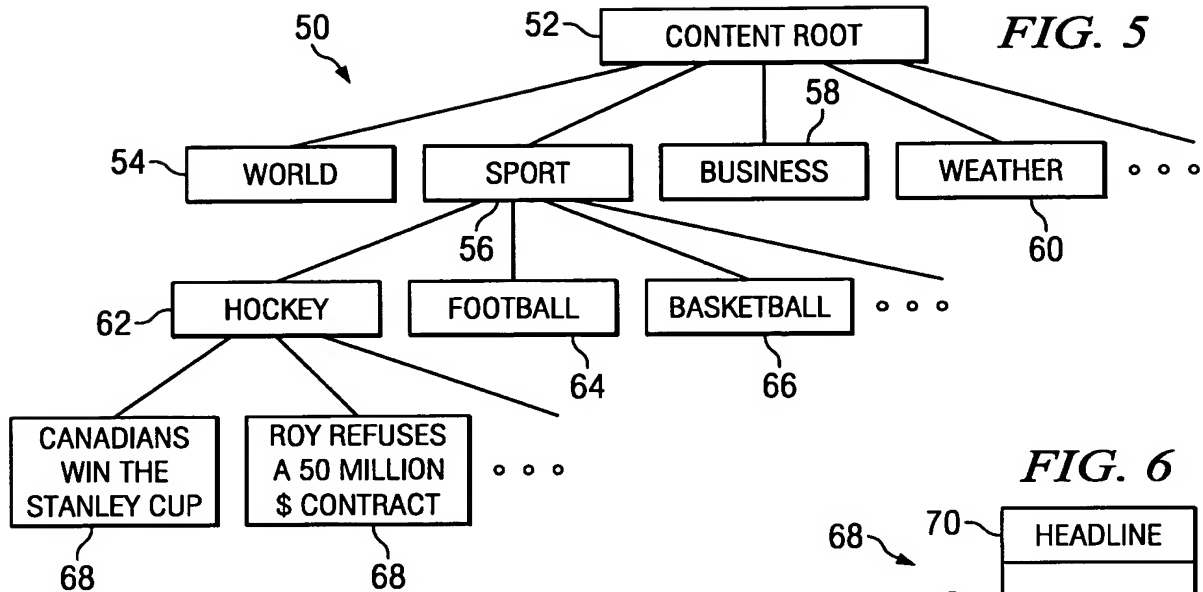 50
52
CONTENT ROOT
FIG. 5
58
54
WORLD
SPORT
BUSINESS
WEATHER
56
60
62
HOCKEY
FOOTBALL
BASKETBALL
64
66
CANADIANS
WIN THE
STANLEY CUP
ROY REFUSES
A 50 MILLION
$ CONTRACT
68
68
FIG. 6
68
70
HEADLINE